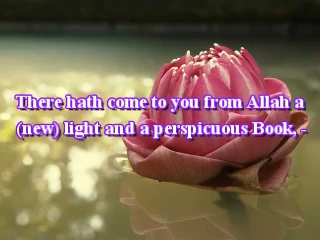 There hath come to you from Allah a
(new) light and a perspicuous Book, -